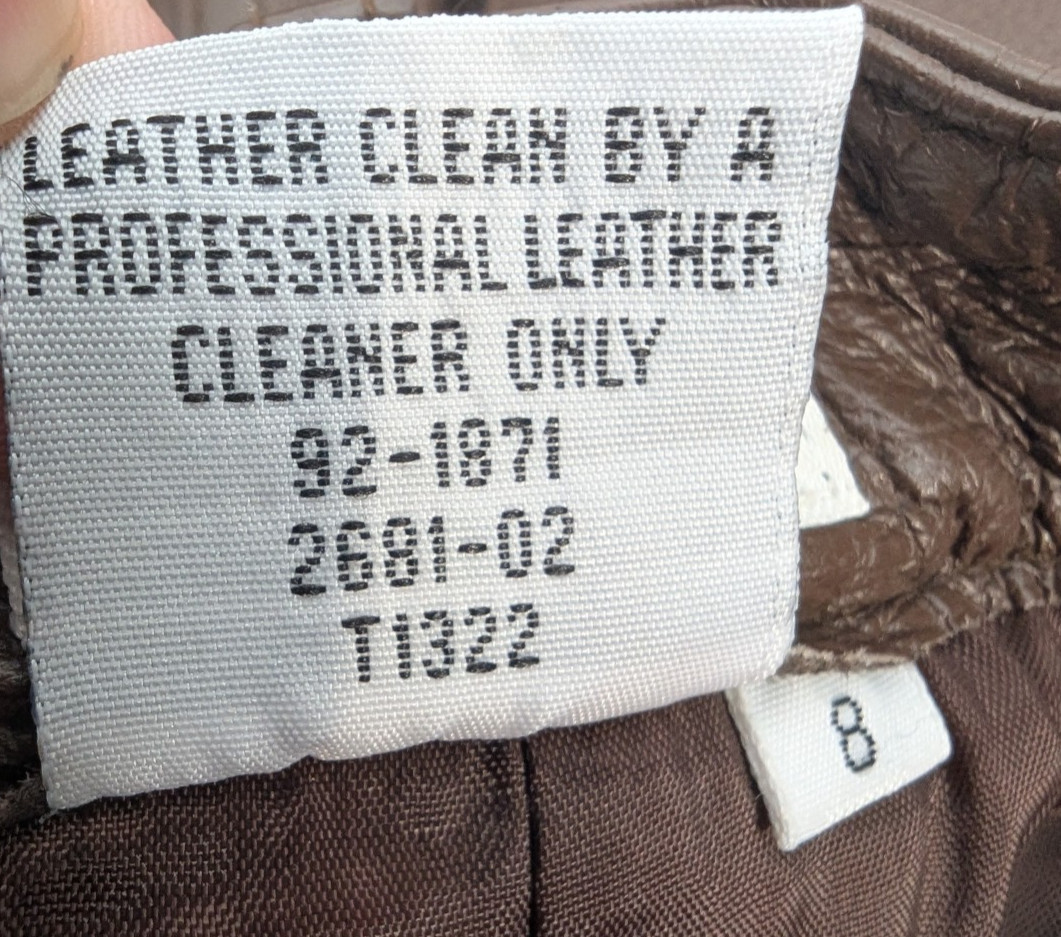 LEATHER CLEAN BY A
PROFESSIONAL LEATHER
CLEANER ONLY
92-1871
2681-02
T1322
8